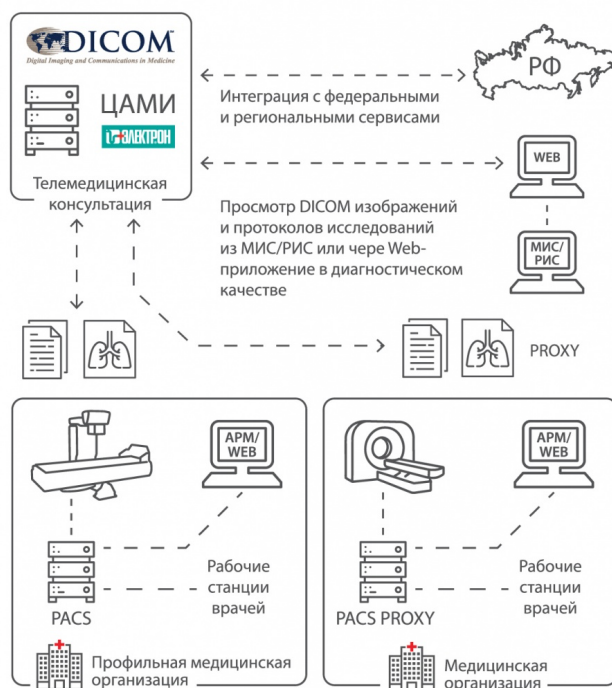 DICOM
Digital Imaging and Communications in Medicine
ЦАМИ
ЭЛЕКТРОН
Телемедицинская
консультация
РФ
Интеграция с федеральными
и региональными сервисами
WEB
Просмотр DICOM изображений
и протоколов исследований
из МИС/РИС или чере Web-
приложение в диагностическом
качестве
МИС/
РИС
PROXY
АРМ/
WEB
Рабочие
станции
врачей
PACS
Профильная медицинская
организация
АРМ/
WEB
Рабочие
станции
врачей
PACS PROXY
Медицинская
организация